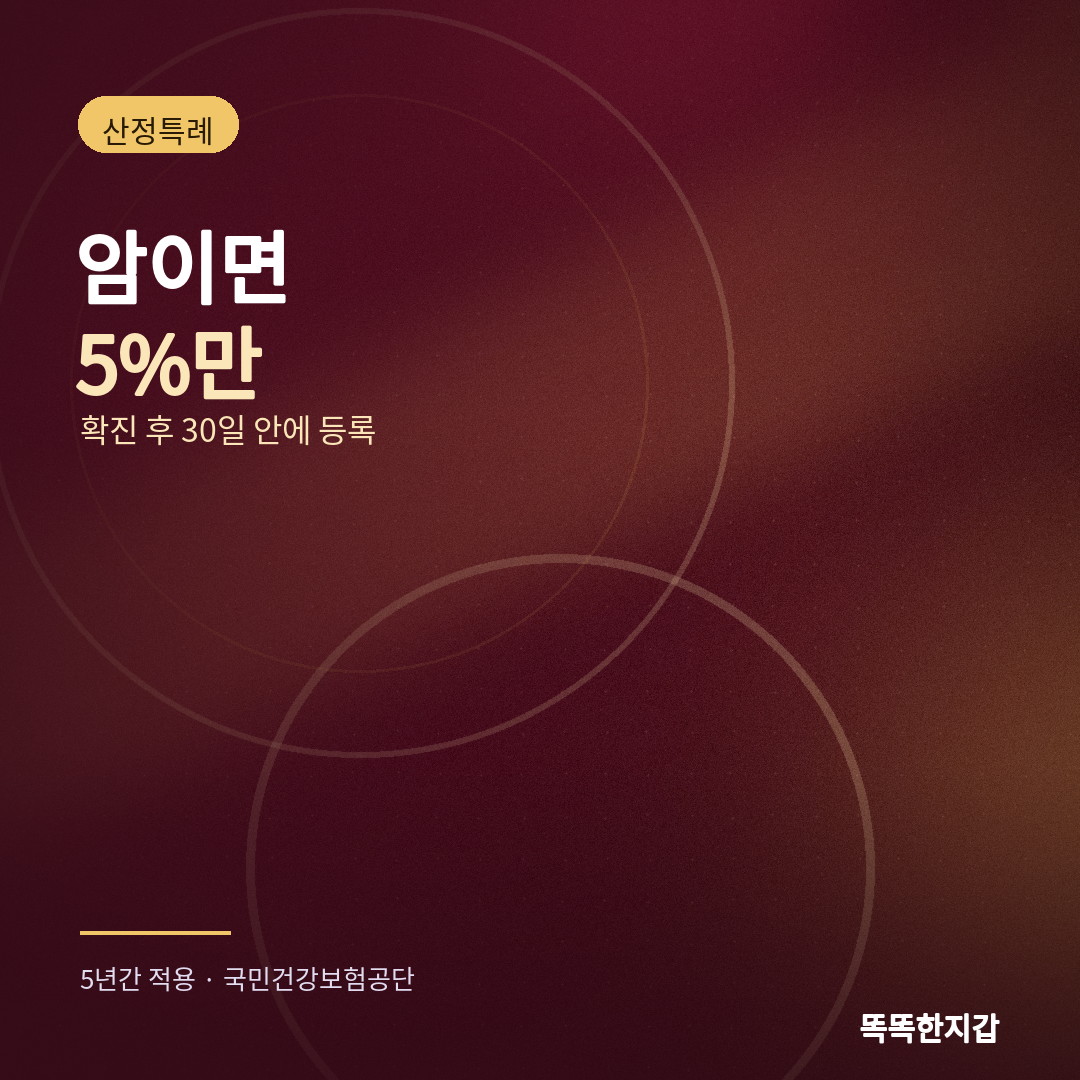 산정특례
암이면
5%만
확진 후 30일 안에 등록
5년간 적용 · 국민건강보험공단
똑똑한지갑